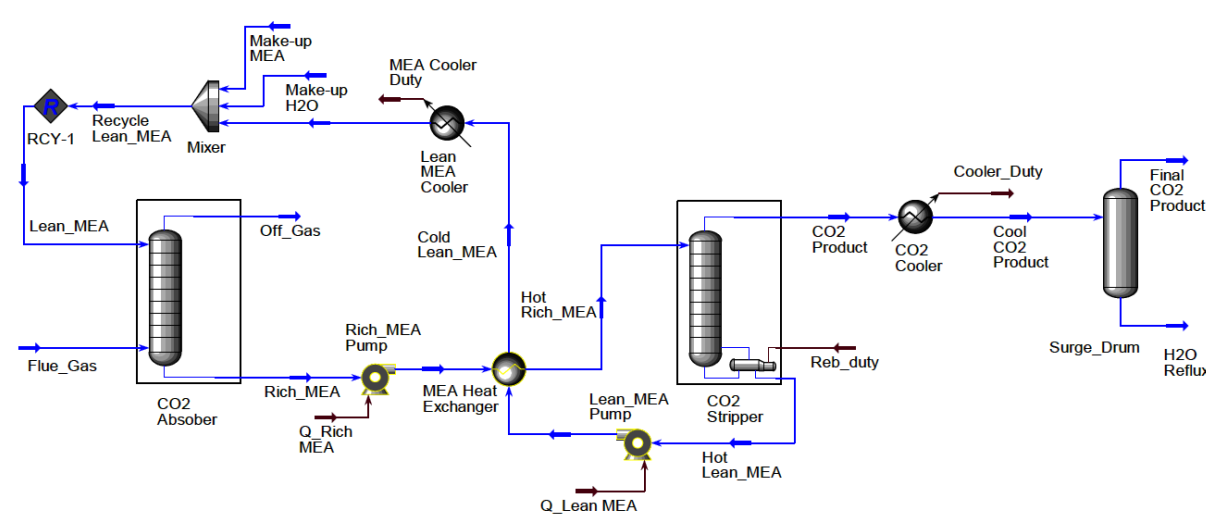 Make-up
MEA
MEA Cooler
Duty
Make-up
H2O
R
RCY-1
Recycle
Lean_MEA
Mixer
Lean
MEA
Cooler
Cooler_Duty
Final
CO2
Product
Lean_MEA
Off_Gas
Cold
Lean_MEA
CO2
Product
CO2
Cooler
Cool
CO2
Product
Hot
Rich_MEA
Rich_MEA
Pump
Flue_Gas
Rich_MEA
MEA Heat
Exchanger
Reb_duty
Surge_Drum
H2O
Reflux
CO2
Absober
Q_Rich
MEA
Lean_MEA
Pump
CO2
Stripper
Hot
Lean_MEA
Q_Lean MEA